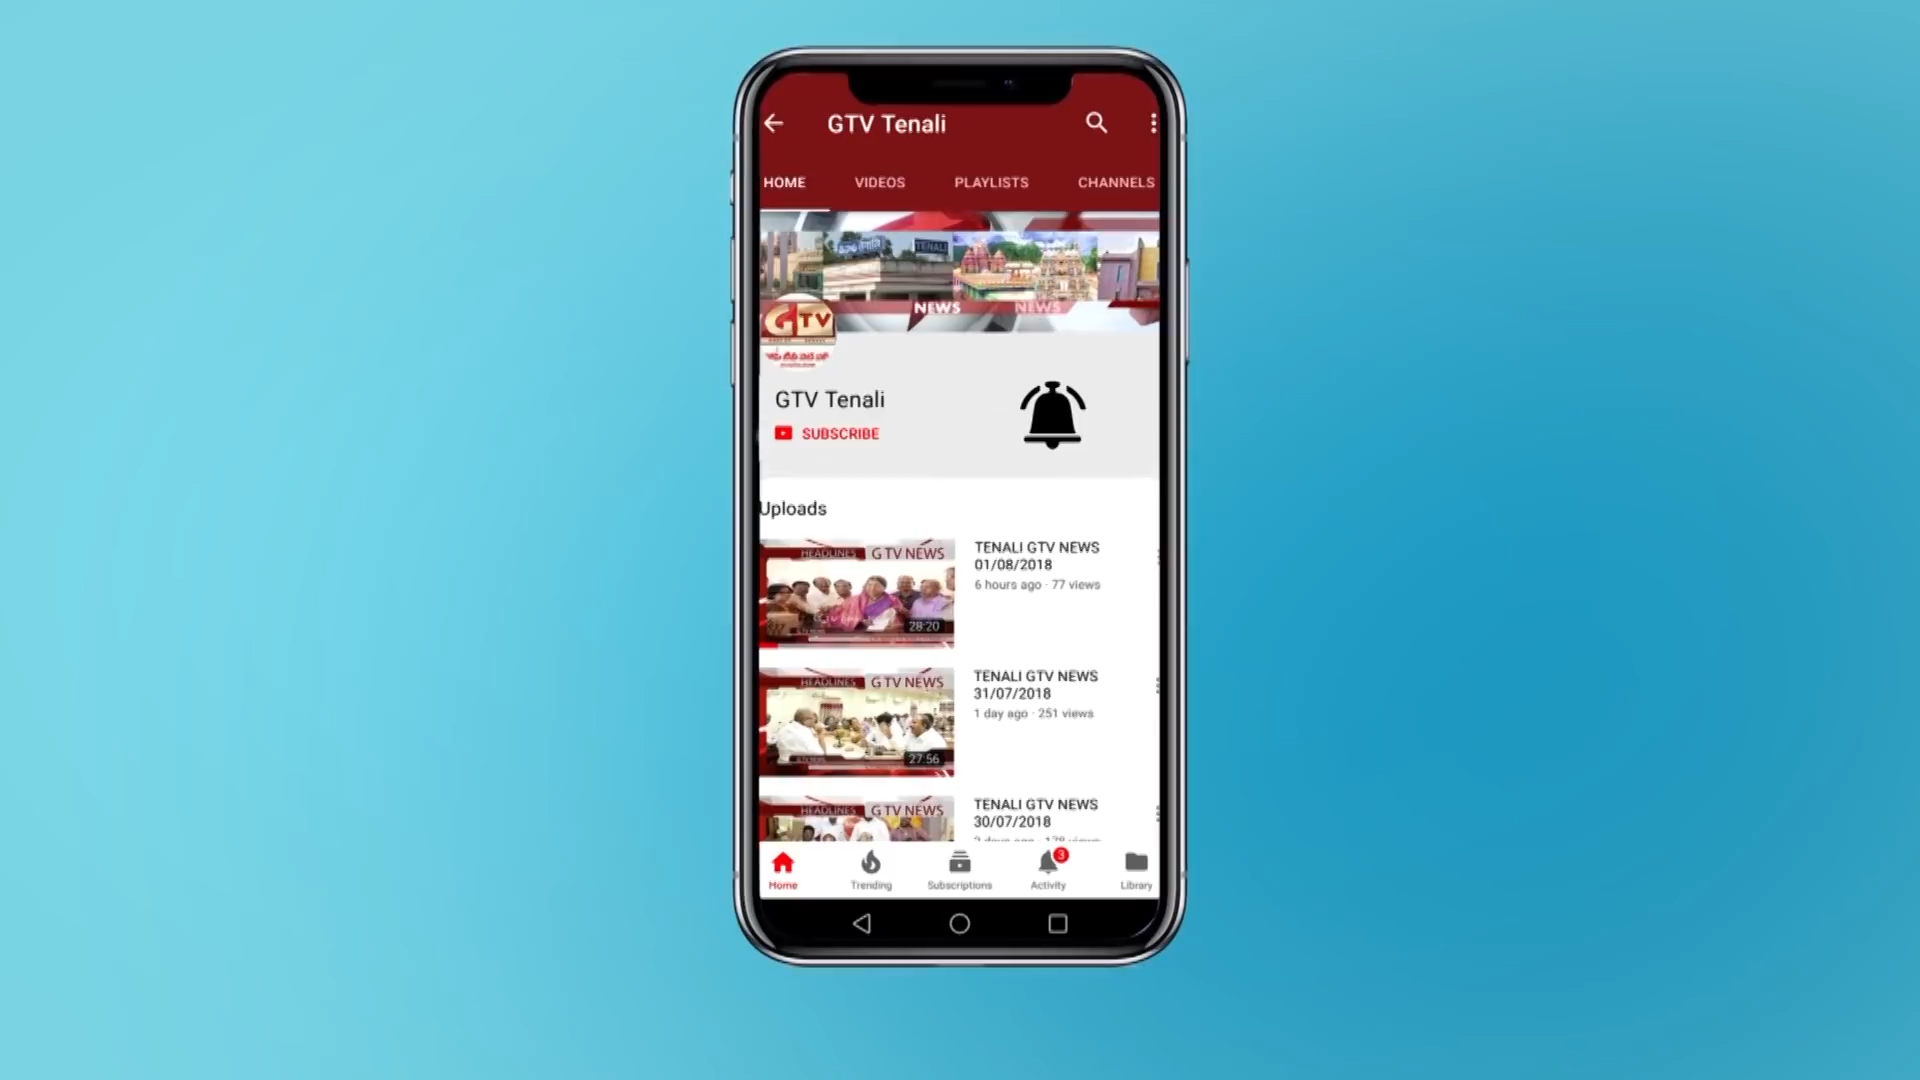 GTV Tenali
HOME VIDEOS PLAYLISTS CHANNELS
TENALI
NEWS NEWS
GTV
GTV Tenali
SUBSCRIBE
Uploads
HEADLINES G TV NEWS
28:20
TENALI GTV NEWS
01/08/2018
6 hours ago · 77 views
HEADLINES G TV NEWS
27:56
TENALI GTV NEWS
31/07/2018
1 day ago · 251 views
HEADLINES G TV NEWS
TENALI GTV NEWS
30/07/2018
3
Home Trending Subscriptions Activity Library